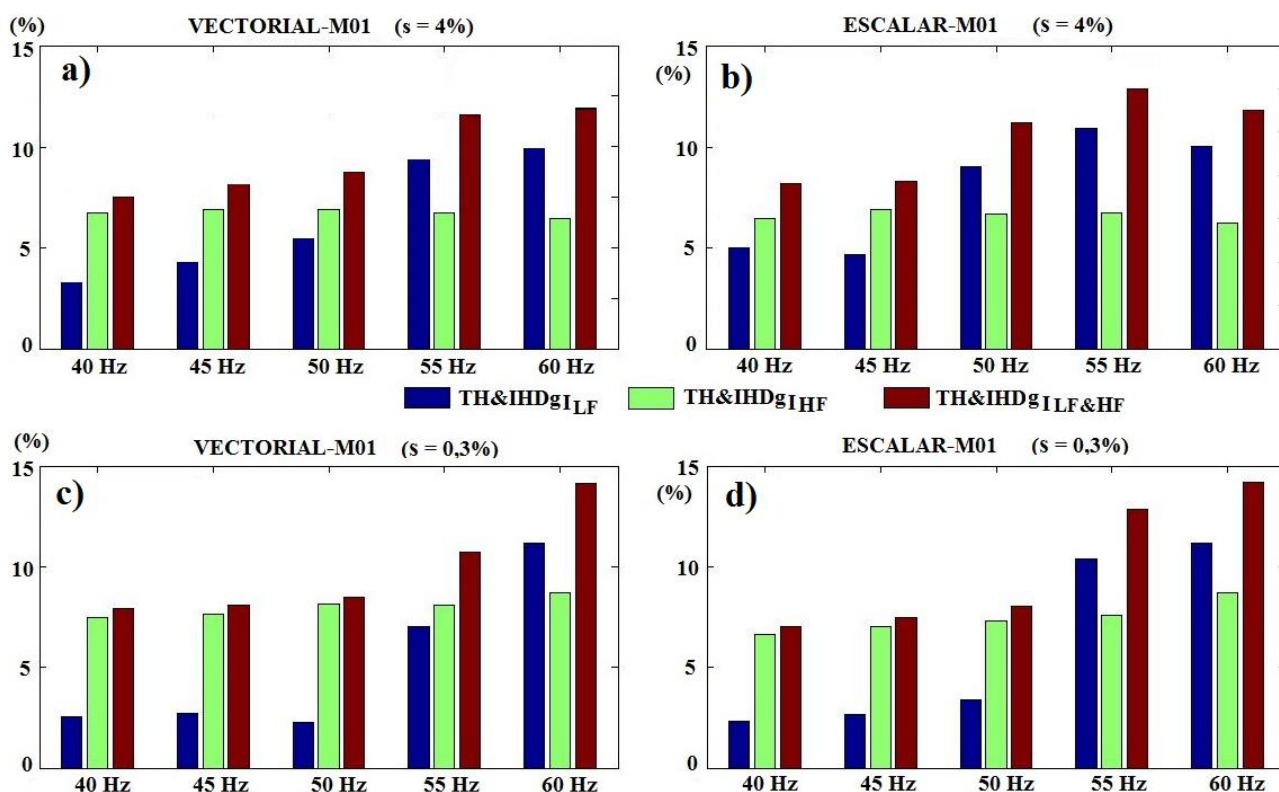 (%) VECTORIAL-M01 (s = 4%) ESCALAR-M01 (s = 4%)
15 a) 15 b)
(%)
10 10
5 5
0 0
40 Hz 45 Hz 50 Hz 55 Hz 60 Hz 40 Hz 45 Hz 50 Hz 55 Hz 60 Hz
TH&IHDgILF TH&IHDgIHF TH&IHDgILF&HF
(%) VECTORIAL-M01 (s = 0,3%) ESCALAR-M01 (s = 0,3%)
15 c) 15 d)
(%)
10 10
5 5
0 0
40 Hz 45 Hz 50 Hz 55 Hz 60 Hz 40 Hz 45 Hz 50 Hz 55 Hz 60 Hz